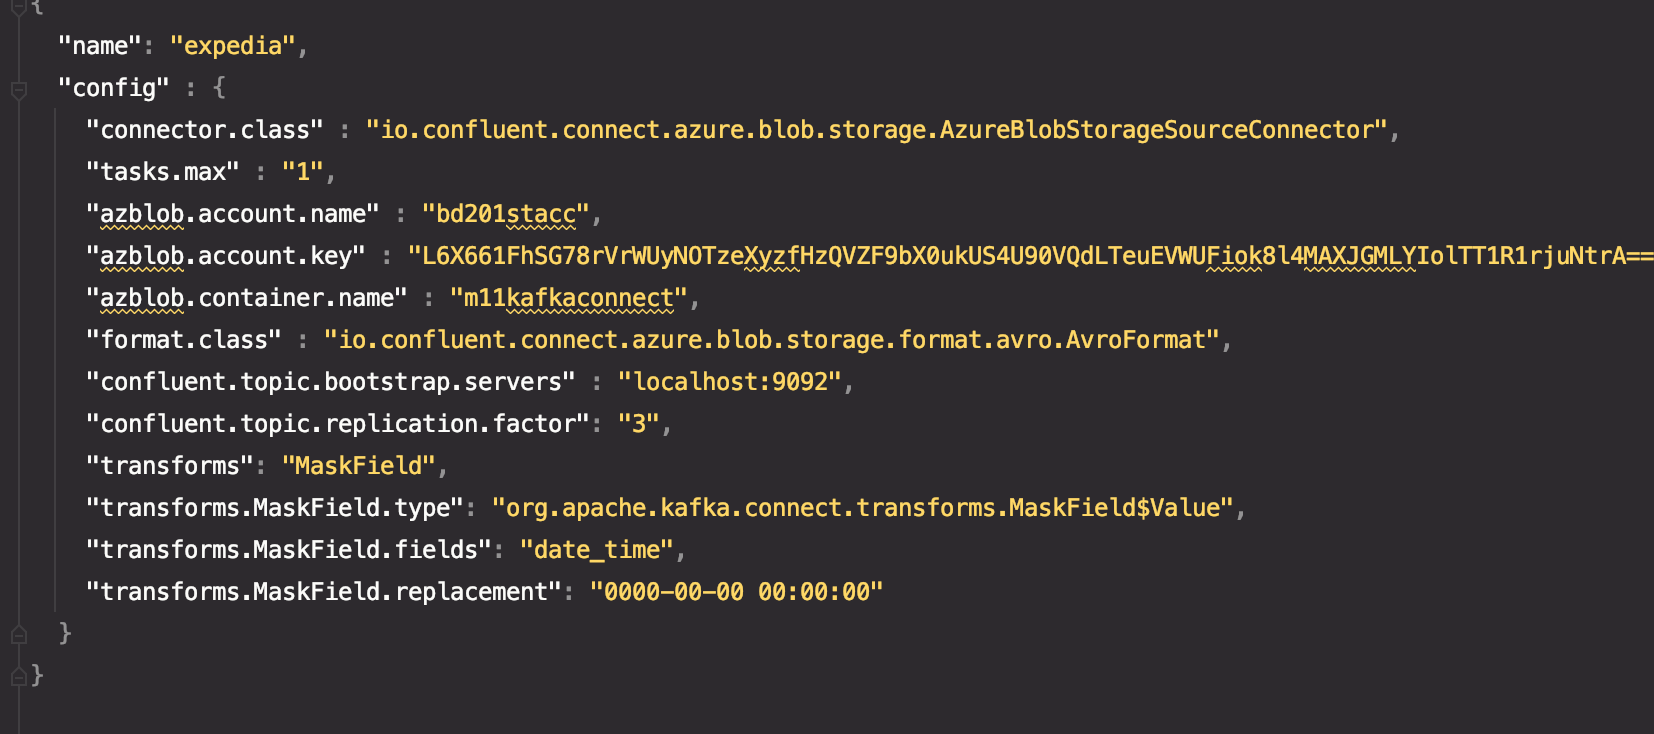 {
"name": "expedia",
"config" : {
"connector.class" : "io.confluent.connect.azure.blob.storage.AzureBlobStorageSourceConnector",
"tasks.max" : "1",
"azblob.account.name" : "bd201stacc",
"azblob.account.key" : "L6X661FhSG78rVrWUyNOTzeXyzfHzQVZF9bX0ukUS4U90VQdLTeuEVWUFiok8l4MAXJGMLYIolTT1R1rjuNtrA==
"azblob.container.name" : "m11kafkaconnect",
"format.class" : "io.confluent.connect.azure.blob.storage.format.avro.AvroFormat",
"confluent.topic.bootstrap.servers" : "localhost:9092",
"confluent.topic.replication.factor": "3",
"transforms": "MaskField",
"transforms.MaskField.type": "org.apache.kafka.connect.transforms.MaskField$Value",
"transforms.MaskField.fields": "date_time",
"transforms.MaskField.replacement": "0000-00-00 00:00:00"
}
}